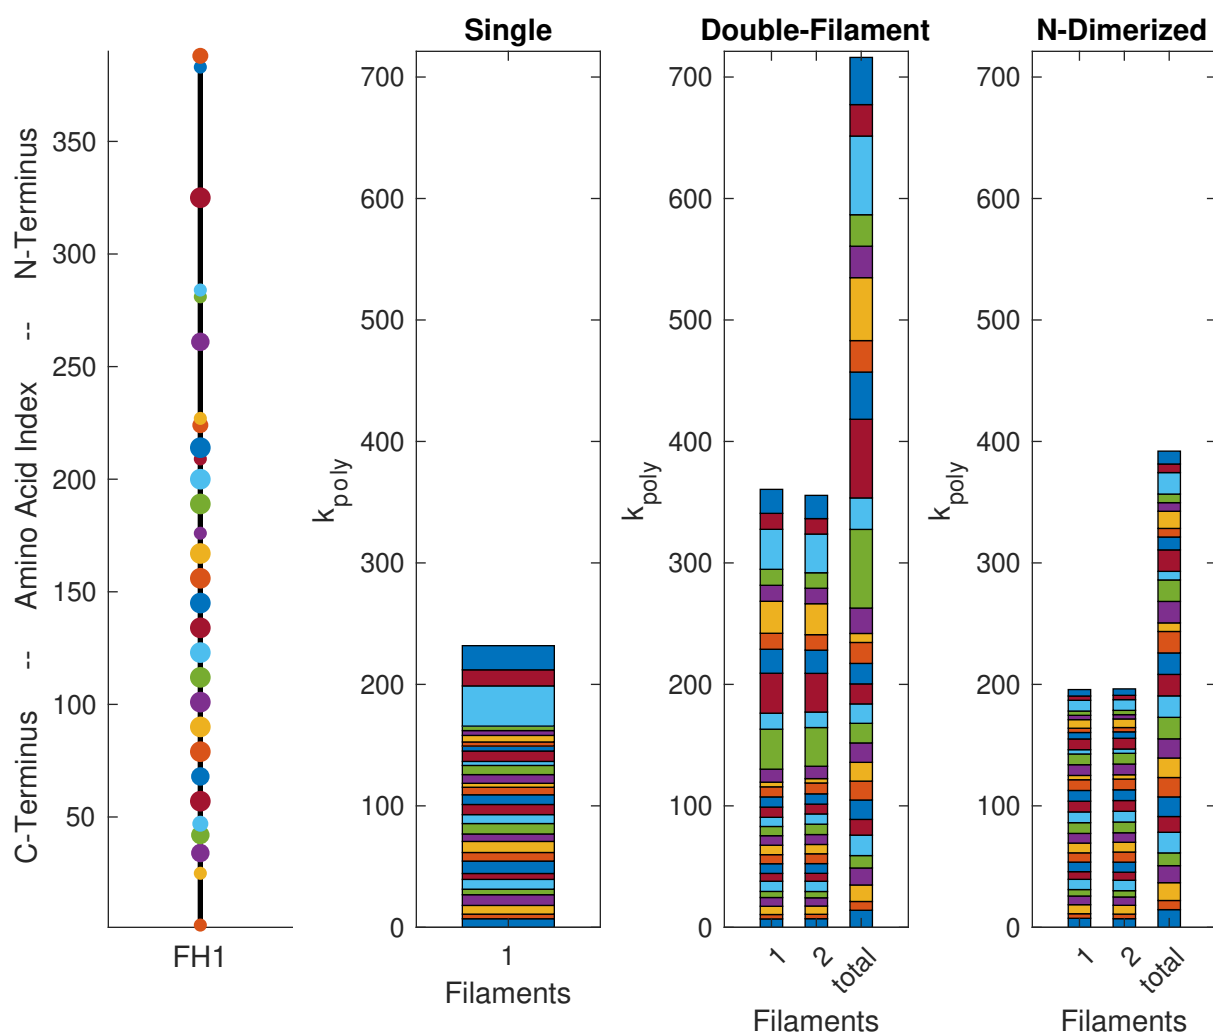 Single
Double-Filament
N-Dimerized
C-Terminus -- Amino Acid Index -- N-Terminus
350
300
250
200
150
100
50
FH1
k_poly
700
600
500
400
300
200
100
0
1
Filaments
k_poly
700
600
500
400
300
200
100
0
1
2
total
Filaments
k_poly
700
600
500
400
300
200
100
0
1
2
total
Filaments